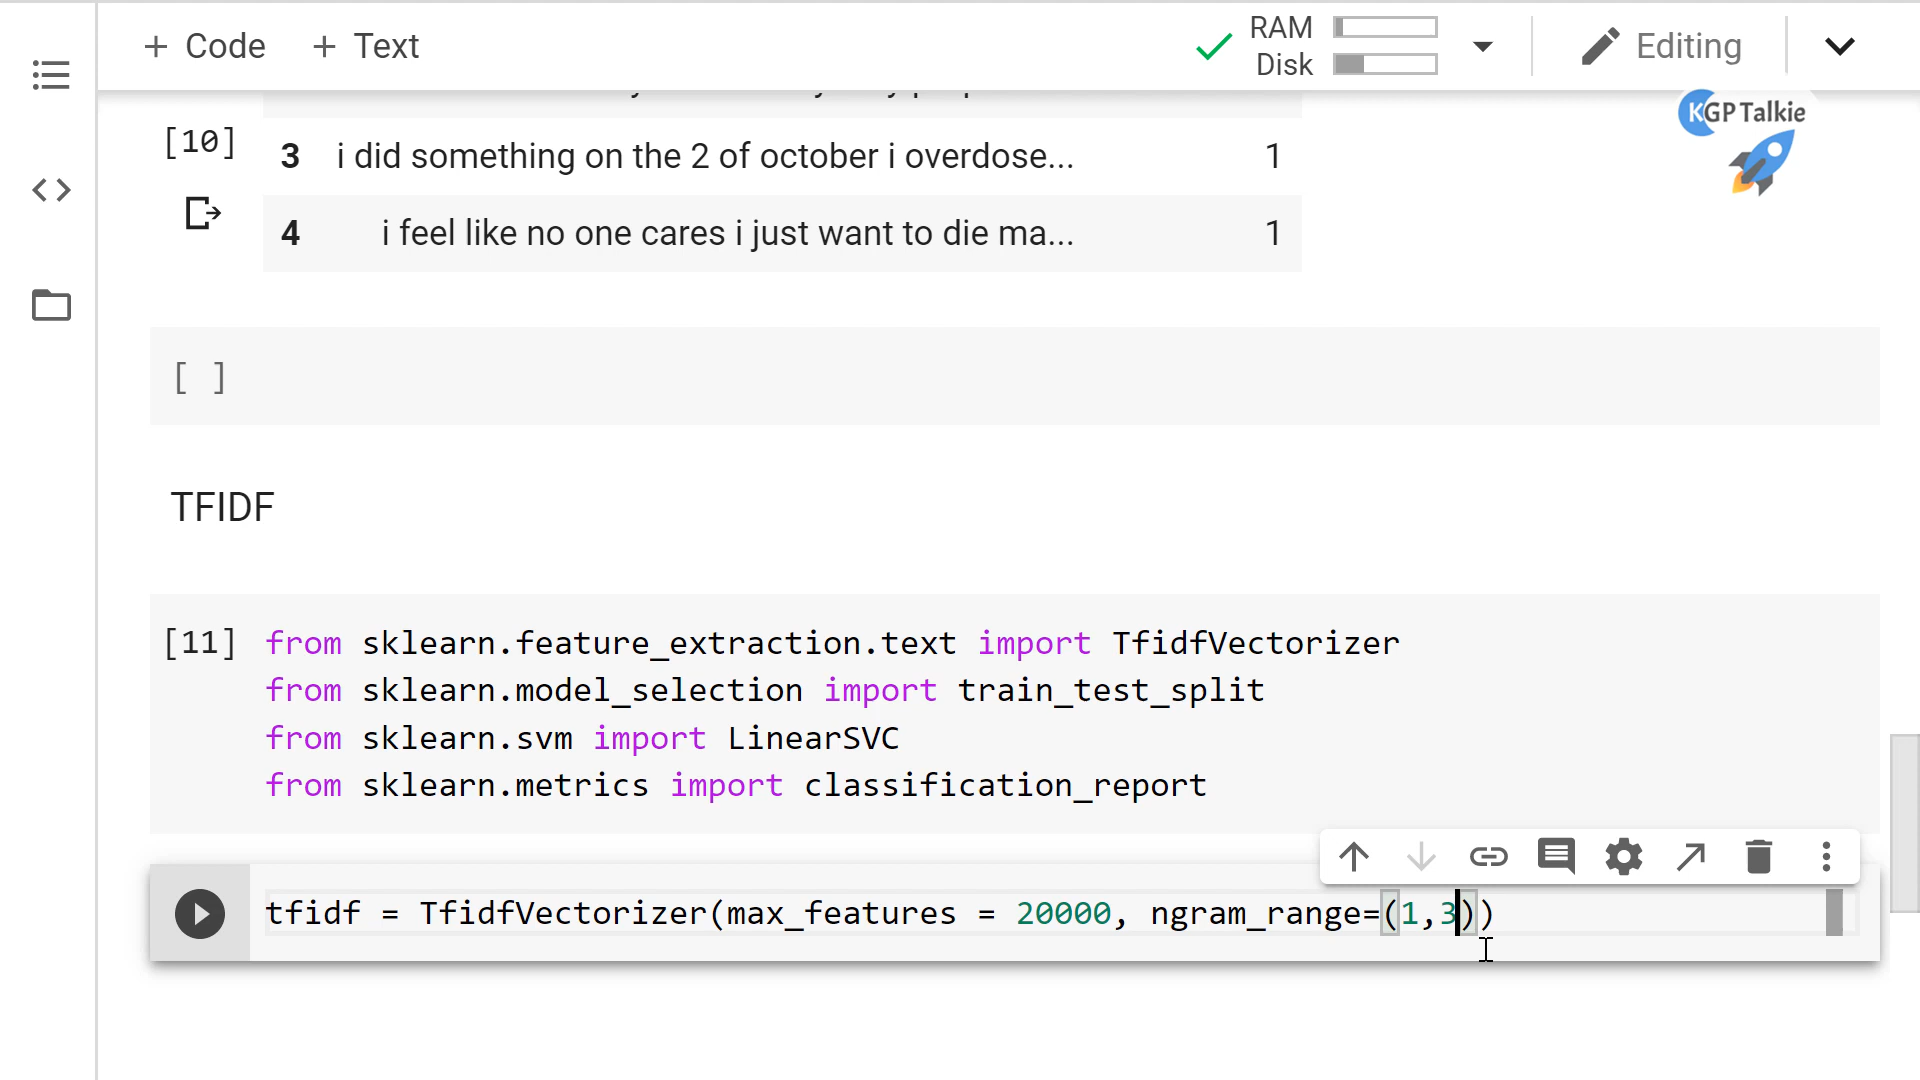 + Code + Text
RAM
Disk
Editing
KGP Talkie
[10]
3 i did something on the 2 of october i overdose... 1
4 i feel like no one cares i just want to die ma... 1
[ ]
TFIDF
[11] from sklearn.feature_extraction.text import TfidfVectorizer
from sklearn.model_selection import train_test_split
from sklearn.svm import LinearSVC
from sklearn.metrics import classification_report
tfidf = TfidfVectorizer(max_features = 20000, ngram_range=(1,3))